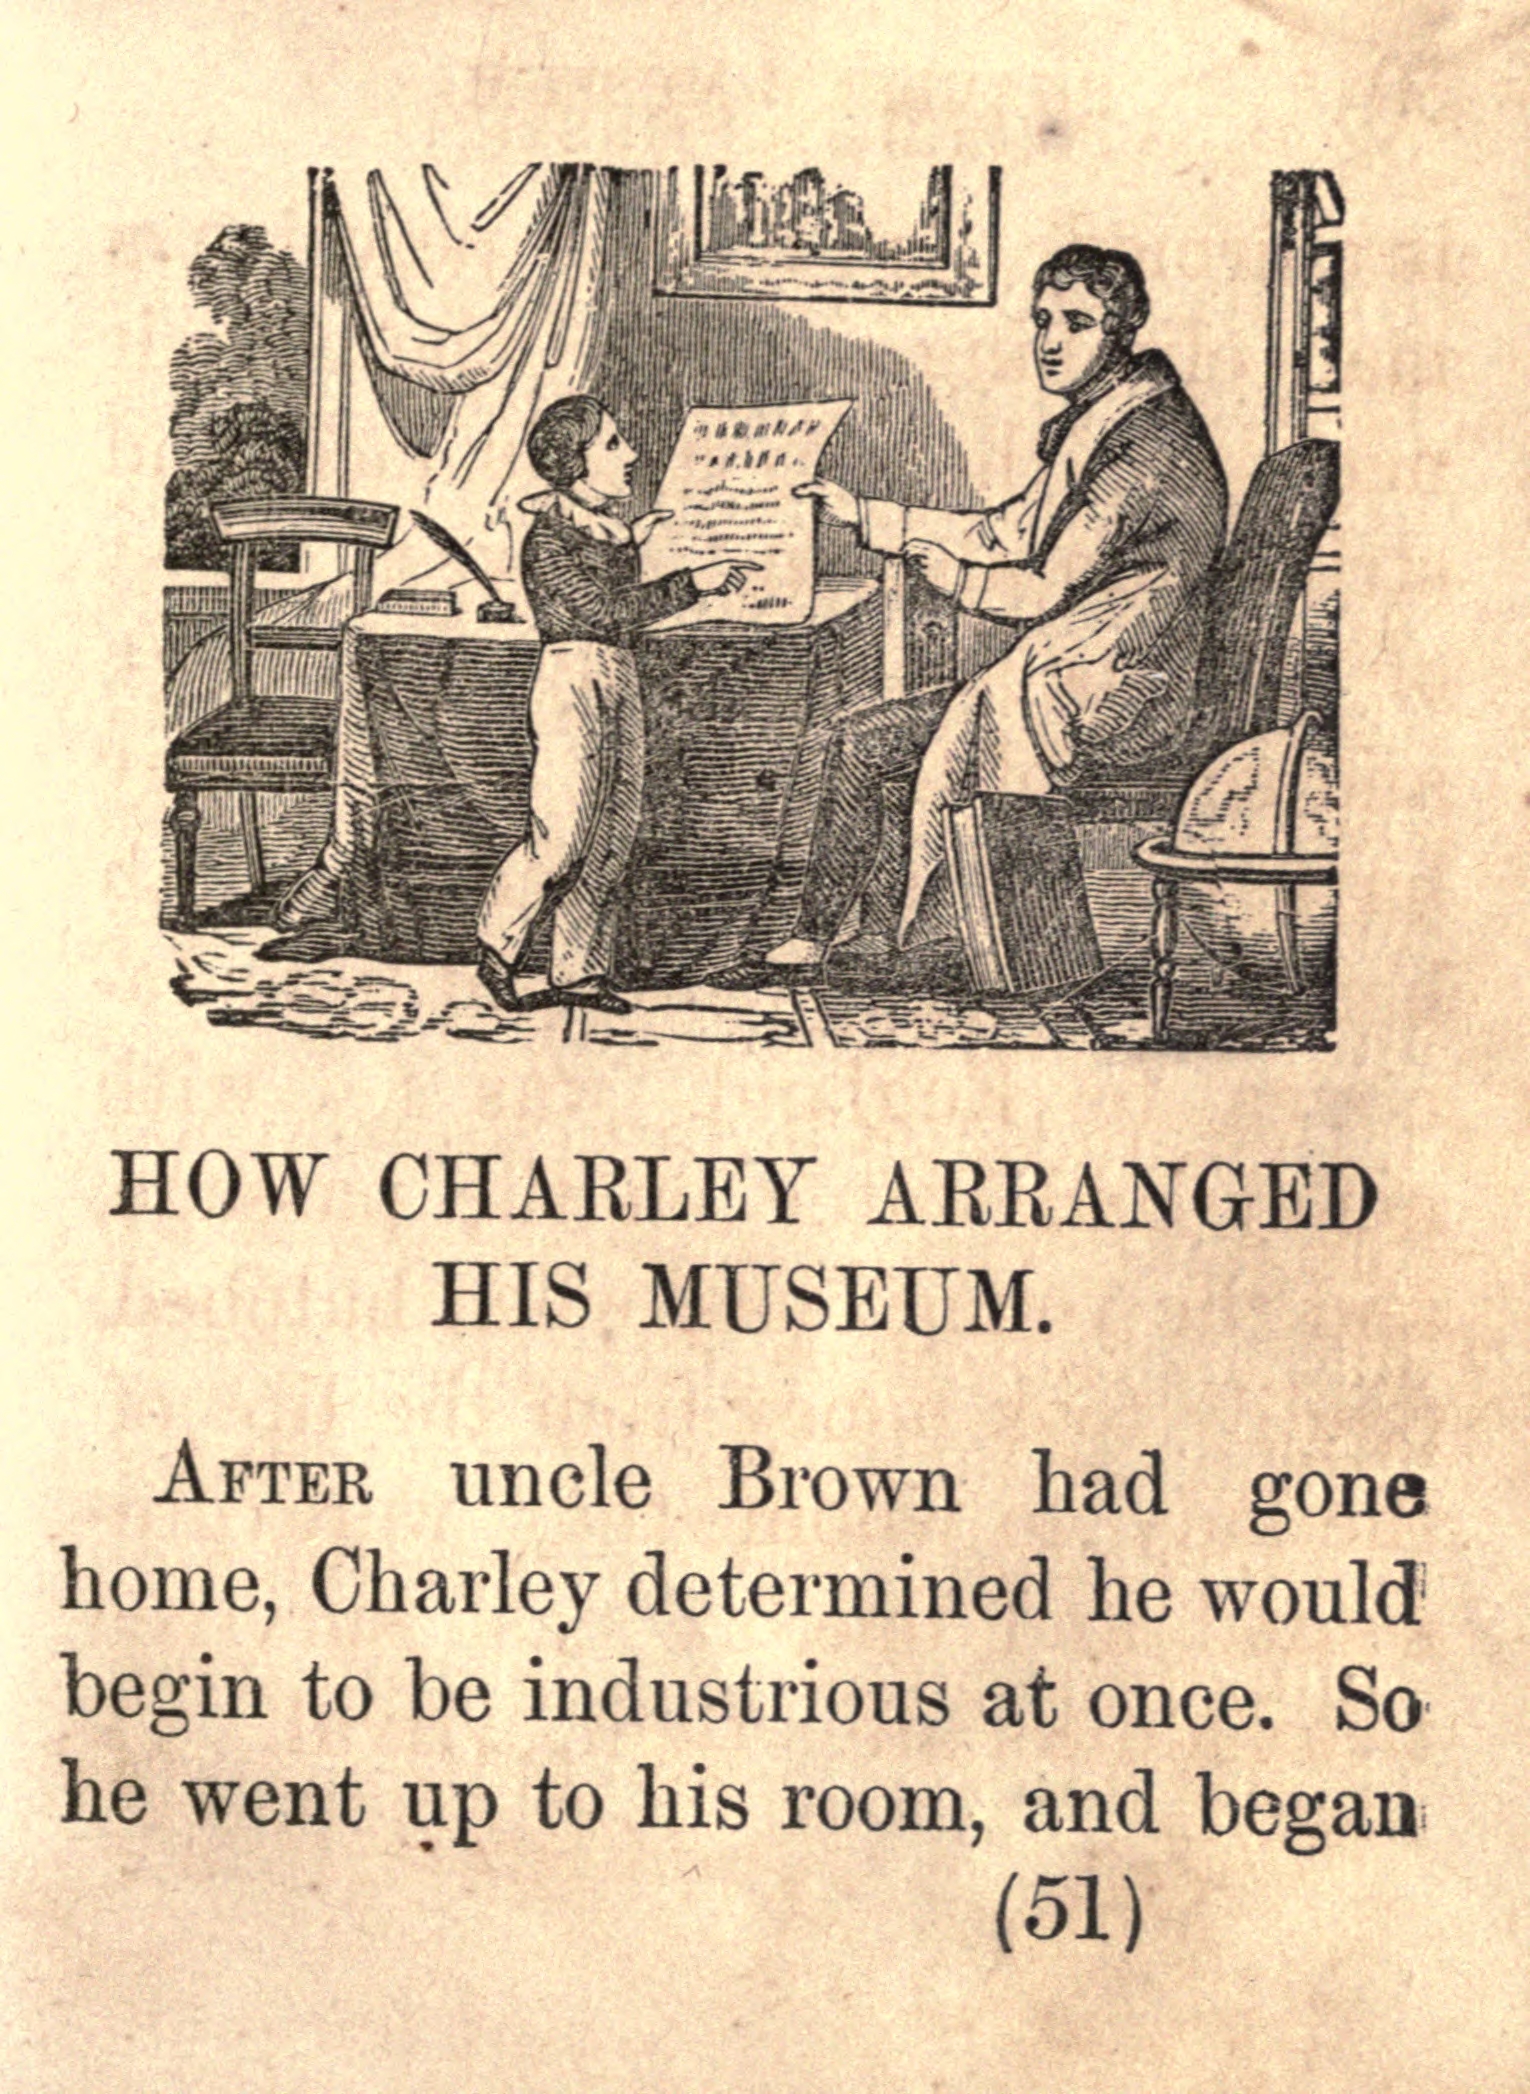 HOW CHARLEY ARRANGED
HIS MUSEUM.
AFTER uncle Brown had gone
home, Charley determined he would
begin to be industrious at once. So
he went up to his room, and began
(51)